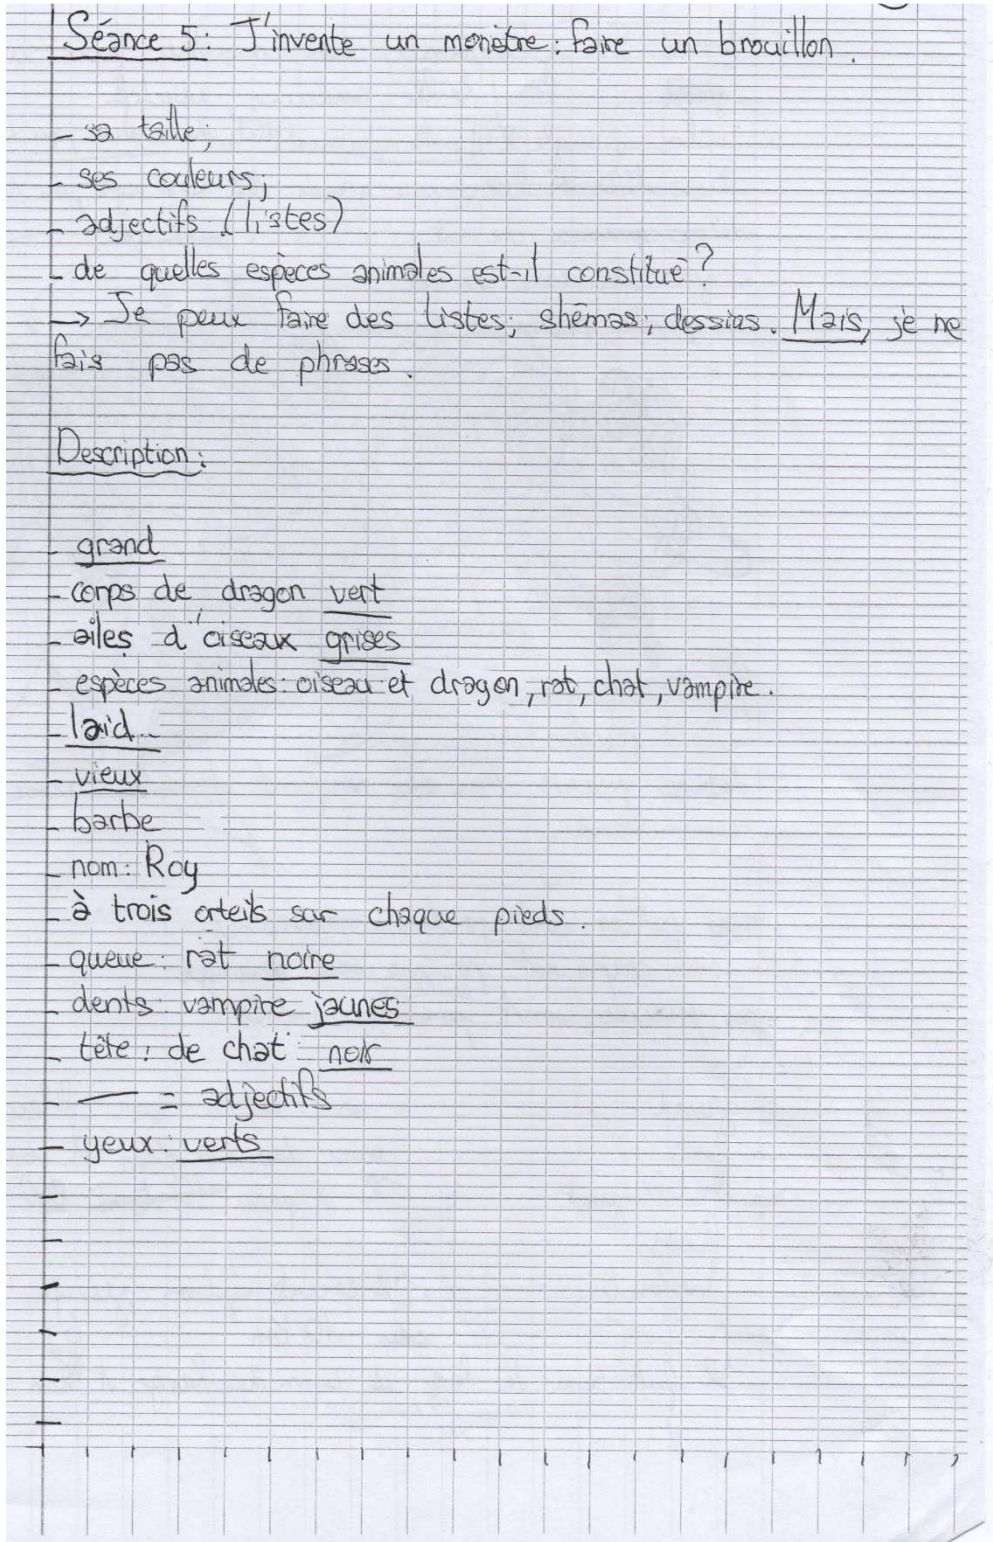 Séance 5: J'invente un monstre: faire un brouillon.
- sa taille;
- ses couleurs;
- adjectifs (listes)
- de quelles espèces animales est-il constitué?
-> Je peux faire des listes; shémas; dessins. Mais, je ne
fais pas de phrases.
Description:
- grand
- corps de dragon vert
- ailes d'oiseaux grises
- espèces animales: oiseau et dragon, rat, chat, vampire.
- laid
- vieux
- barbe
- nom: Roy
- à trois orteils sur chaque pieds.
- queue: rat noire
- dents: vampire jaunes
- tête: de chat noir
- — = adjectifs
- yeux: verts